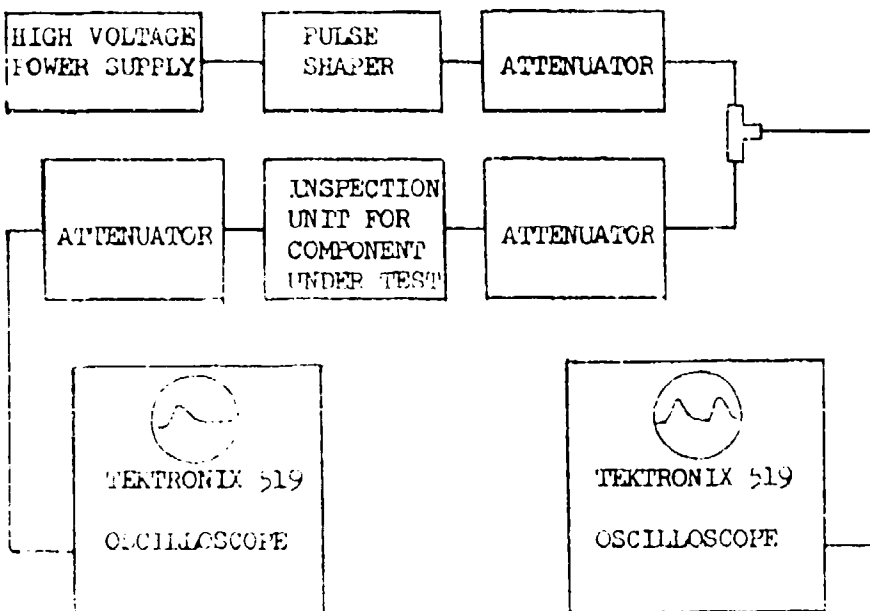 HIGH VOLTAGE
POWER SUPPLY
PULSE
SHAPER
ATTENUATOR
ATTENUATOR
INSPECTION
UNIT FOR
COMPONENT
UNDER TEST
ATTENUATOR
TEKTRONIX 519
OSCILLOSCOPE
TEKTRONIX 519
OSCILLOSCOPE